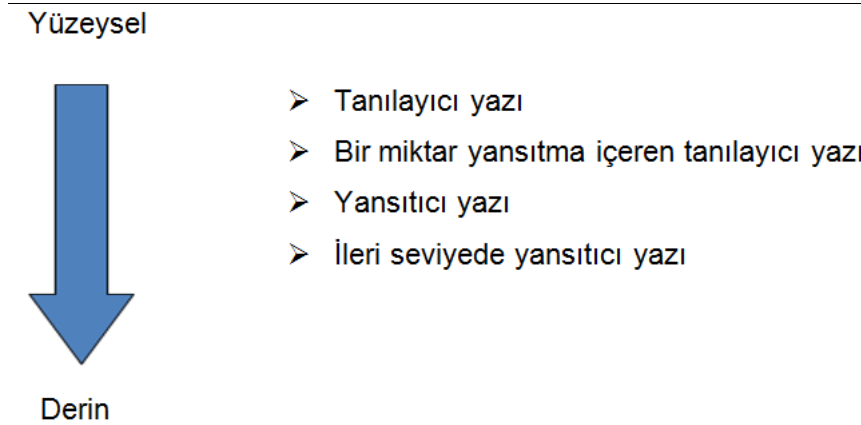 Yüzeysel
Tanılayıcı yazı
Bir miktar yansıtma içeren tanılayıcı yazı
Yansıtıcı yazı
İleri seviyede yansıtıcı yazı
Derin